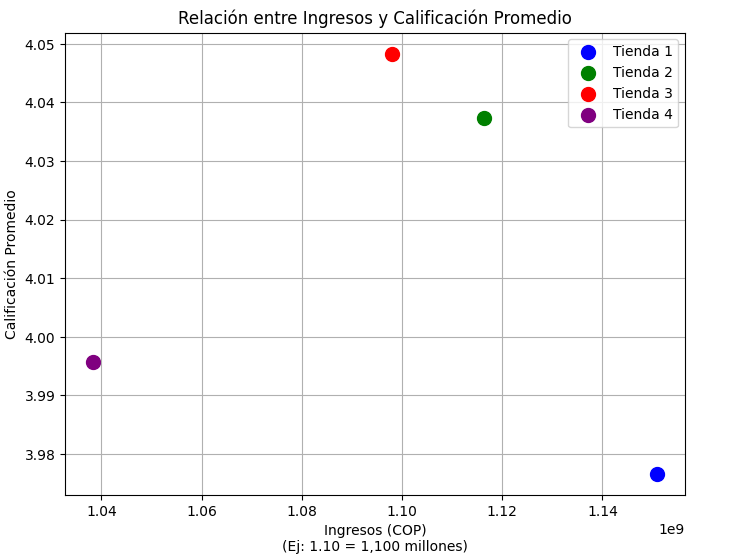 Relación entre Ingresos y Calificación Promedio
Calificación Promedio
4.05
4.04
4.03
4.02
4.01
4.00
3.99
3.98
Tienda 1
Tienda 2
Tienda 3
Tienda 4
1.04 1.06 1.08 1.10 1.12 1.14
1e9
Ingresos (COP)
(Ej: 1.10 = 1,100 millones)